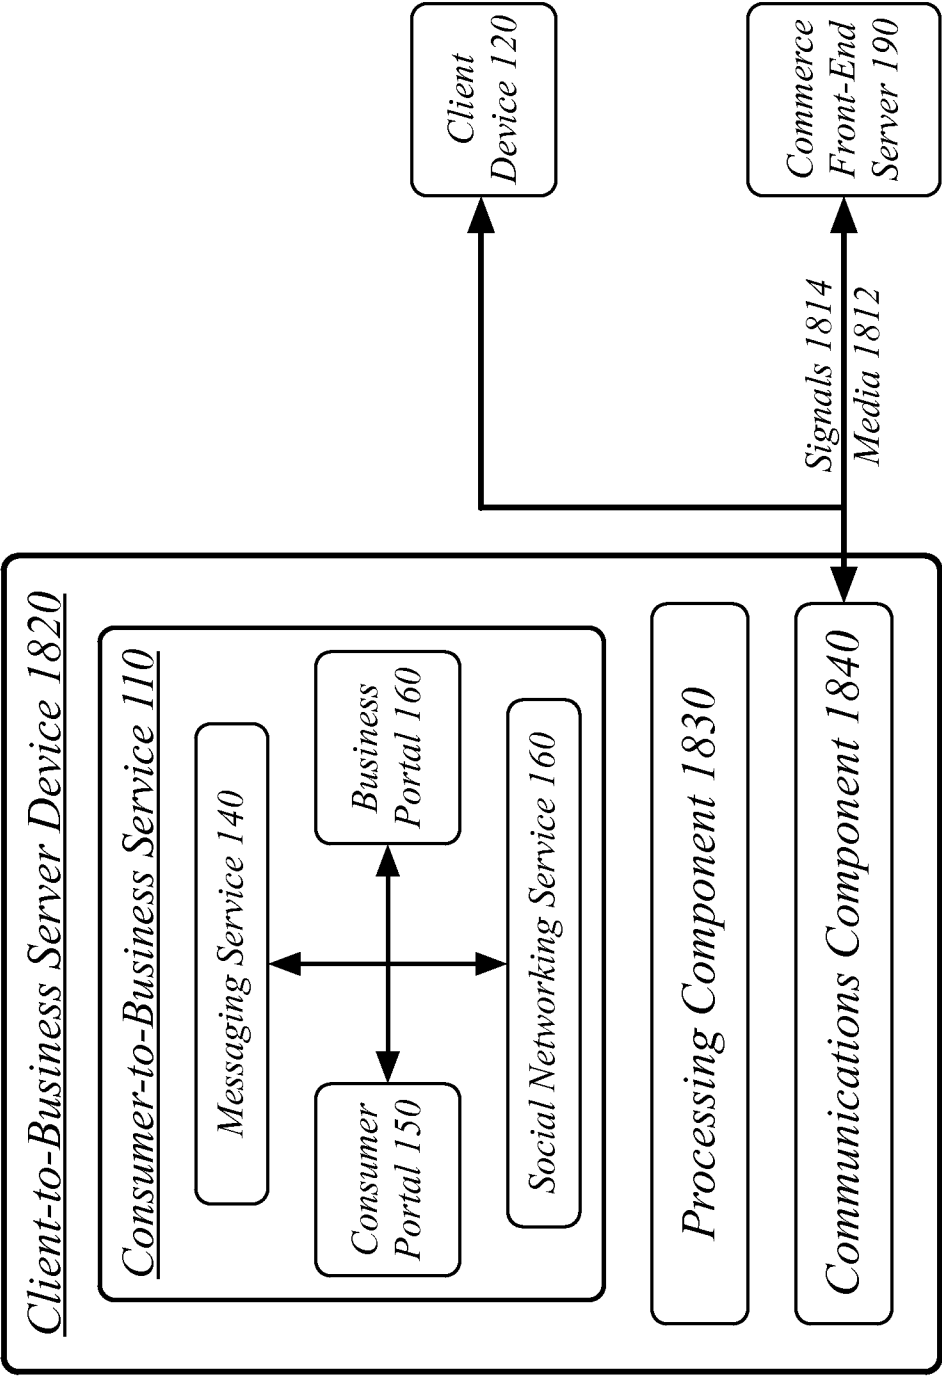 Client-to-Business Server Device 1820
Consumer-to-Business Service 110
Messaging Service 140
Consumer
Portal 150
Business
Portal 160
Social Networking Service 160
Processing Component 1830
Communications Component 1840
Signals 1814
Media 1812
Client
Device 120
Commerce
Front-End
Server 190